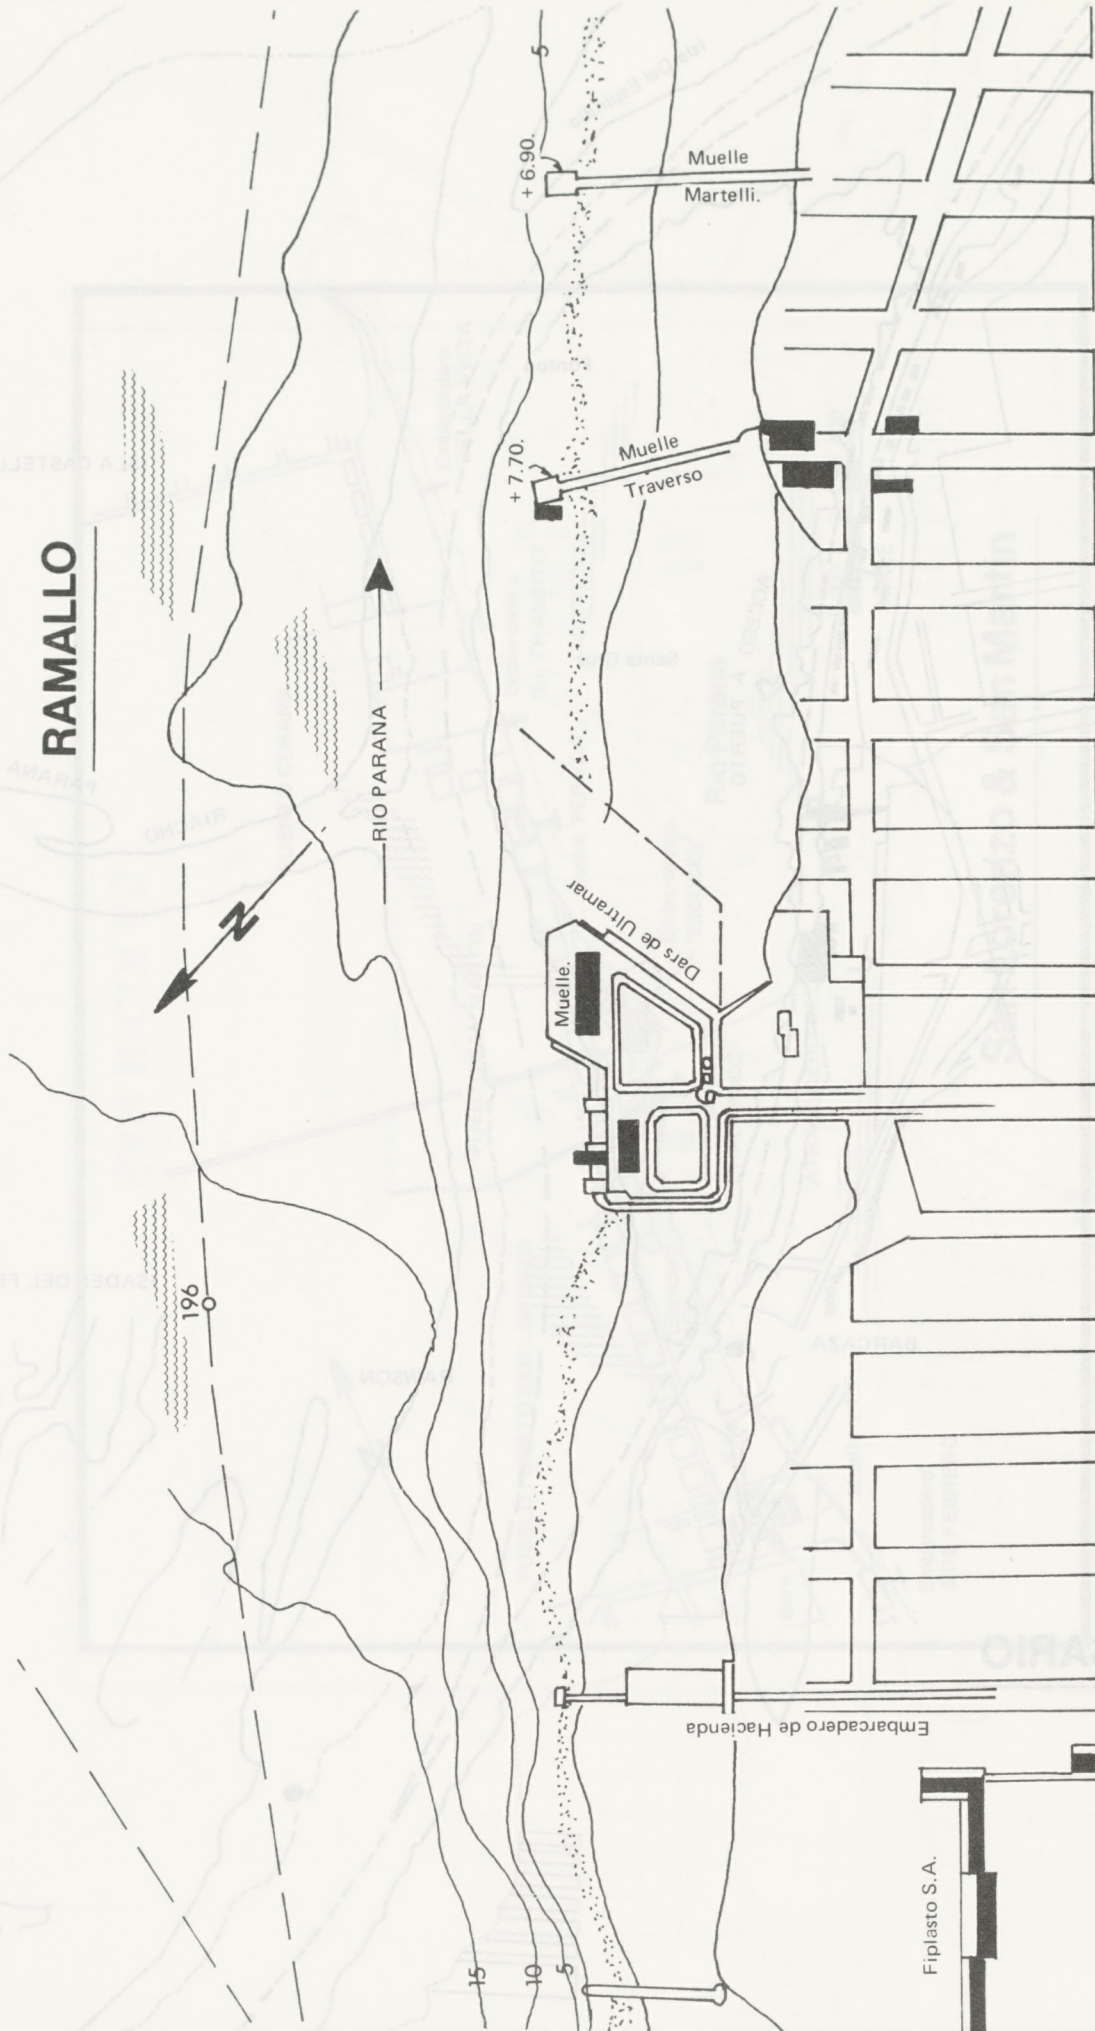 RAMALLO
5
+ 6.90.
Muelle
Martelli.
+ 7.70.
Muelle
Traverso
RIO PARANA
N
Dars de Ultramar
Muelle.
196
Embarcadero de Hacienda
15
10
5
Fiplasto S.A.